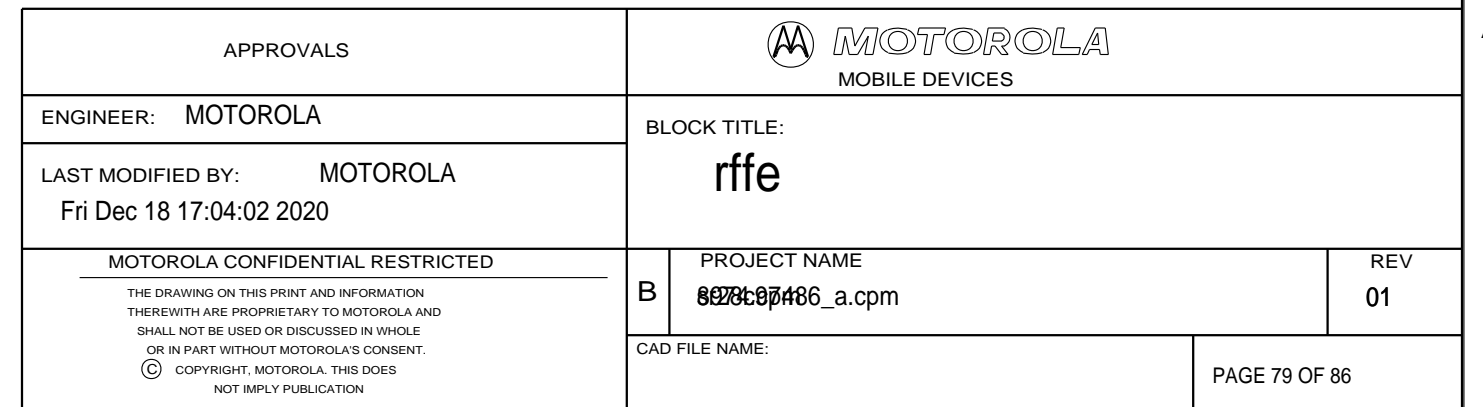 APPROVALS
MOTOROLA
MOBILE DEVICES
ENGINEER: MOTOROLA
LAST MODIFIED BY: MOTOROLA
Fri Dec 18 17:04:02 2020
BLOCK TITLE:
rffe
MOTOROLA CONFIDENTIAL RESTRICTED
THE DRAWING ON THIS PRINT AND INFORMATION
THEREWITH ARE PROPRIETARY TO MOTOROLA AND
SHALL NOT BE USED OR DISCUSSED IN WHOLE
OR IN PART WITHOUT MOTOROLA'S CONSENT.
© COPYRIGHT, MOTOROLA. THIS DOES
NOT IMPLY PUBLICATION
B
PROJECT NAME
REV
01
CAD FILE NAME:
PAGE 79 OF 86